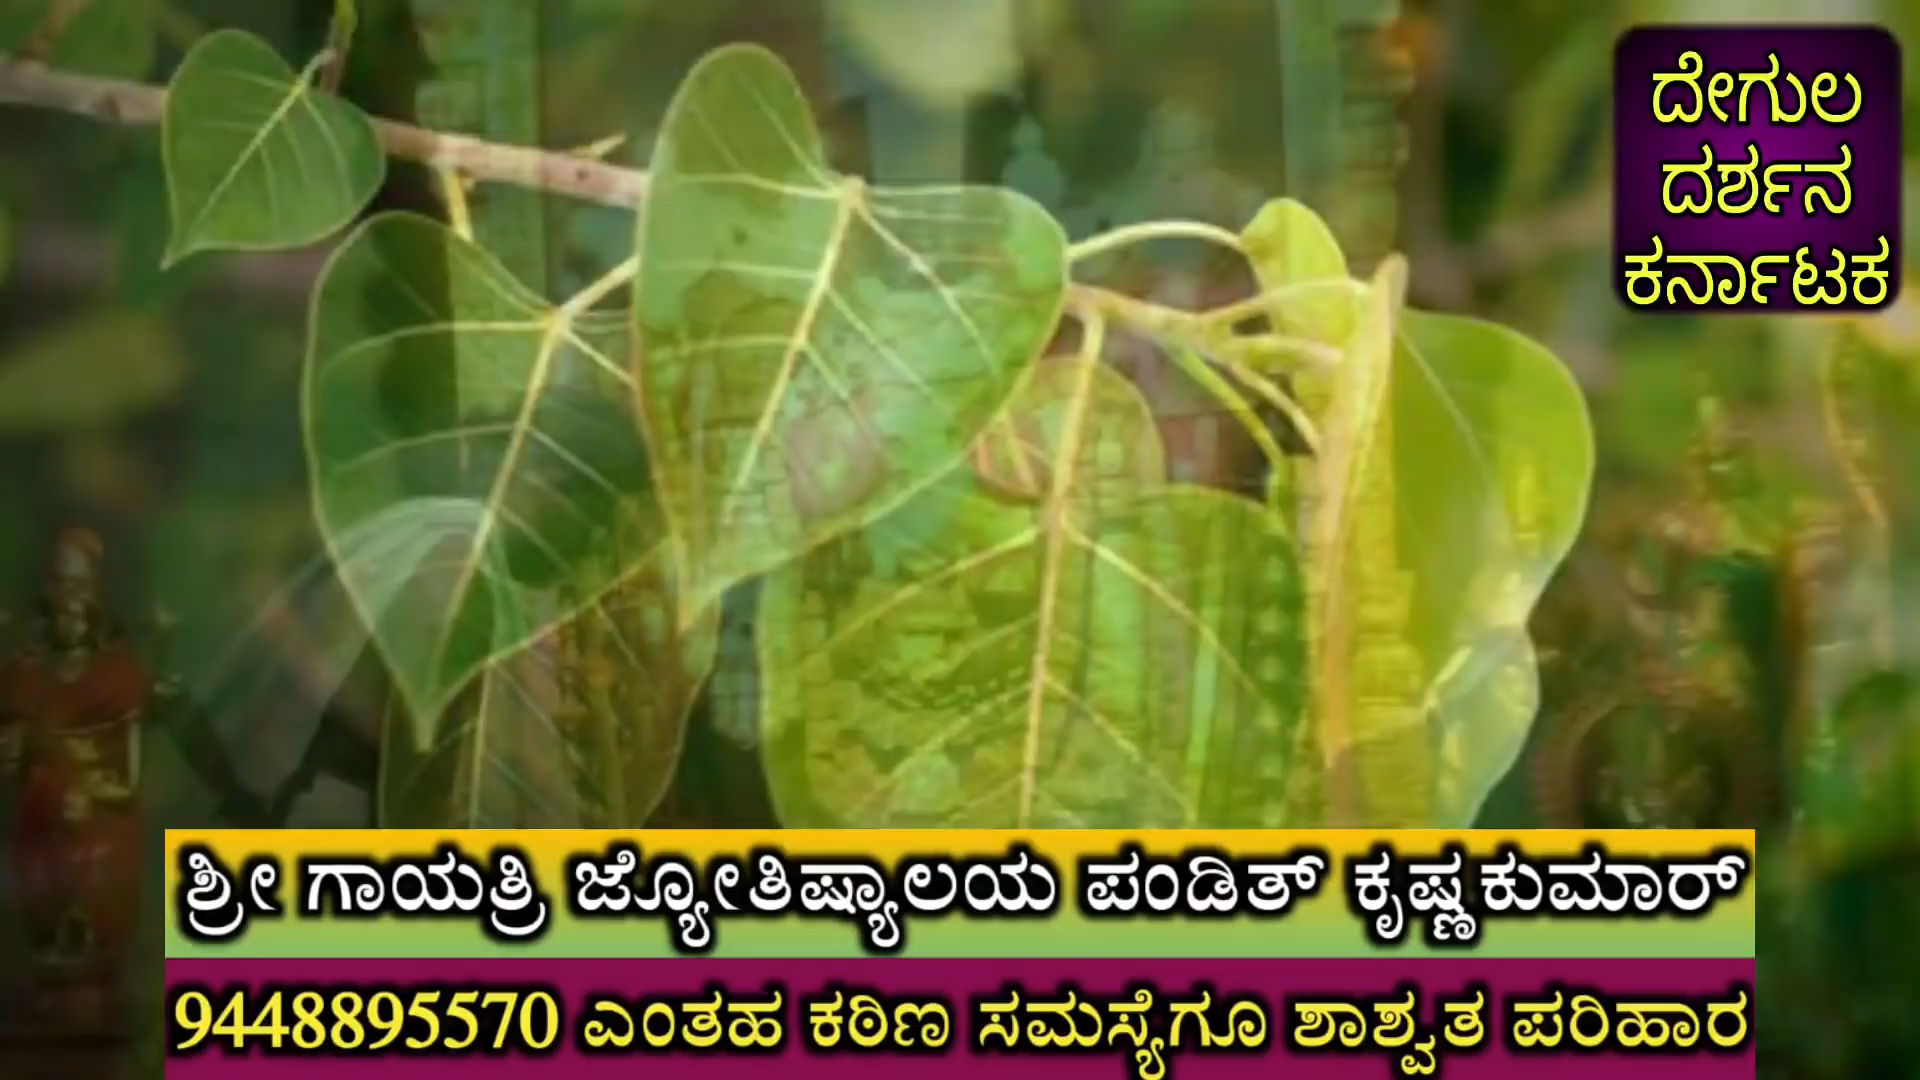 ದೇಗುಲ
ದರ್ಶನ
ಕರ್ನಾಟಕ
ಶ್ರೀ ಗಾಯತ್ರಿ ಜ್ಯೋತಿಷ್ಯಾಲಯ ಪಂಡಿತ್ ಕೃಷ್ಣಕುಮಾರ್
9448895570 ಎಂತಹ ಕಠಿಣ ಸಮಸ್ಯೆಗೂ ಶಾಶ್ವತ ಪರಿಹಾರ